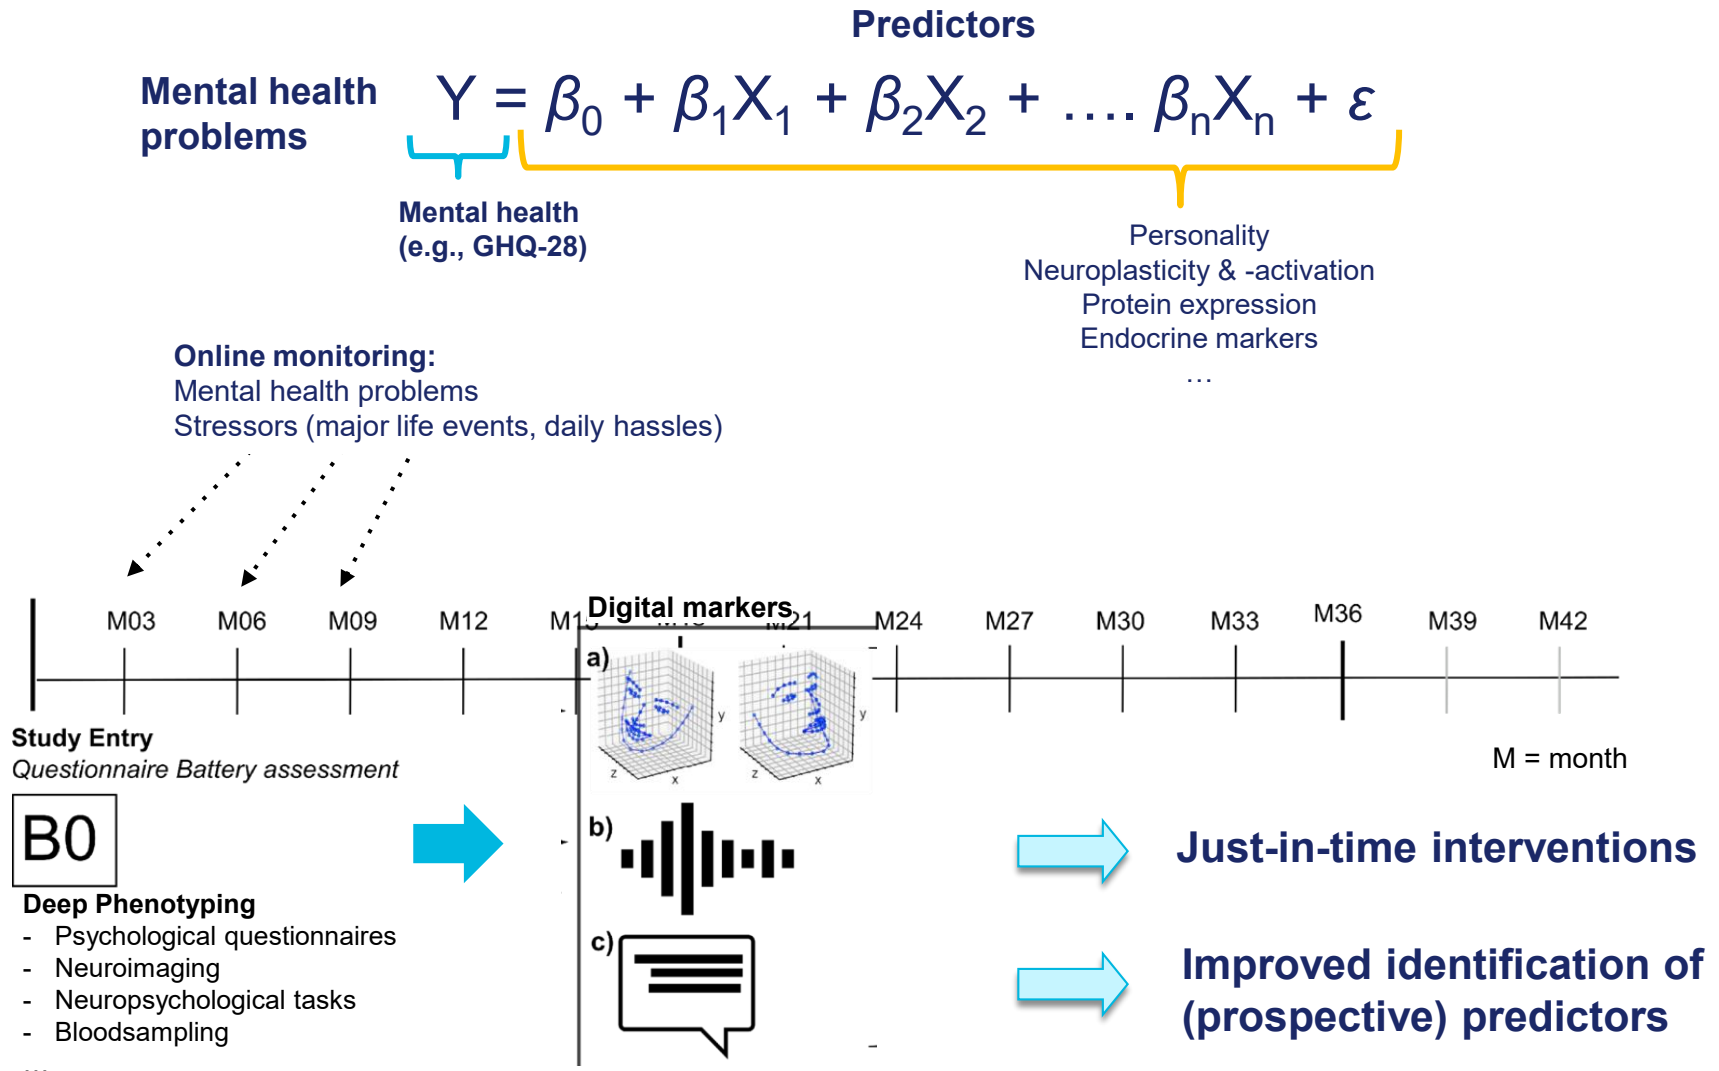 Predictors
Mental health
problems
Y = β0 + β1X1 + β2X2 + .... βnXn + ε
Mental health
(e.g., GHQ-28)
Personality
Neuroplasticity & -activation
Protein expression
Endocrine markers
...
Online monitoring:
Mental health problems
Stressors (major life events, daily hassles)
Digital markers
M03 M06 M09 M12 M21 M24 M27 M30 M33 M36 M39 M42
a)
y
z
x
y
z
x
Study Entry
Questionnaire Battery assessment
M = month
B0
b)
Just-in-time interventions
Deep Phenotyping
- Psychological questionnaires
- Neuroimaging
- Neuropsychological tasks
- Bloodsampling
...
c)
Improved identification of
(prospective) predictors